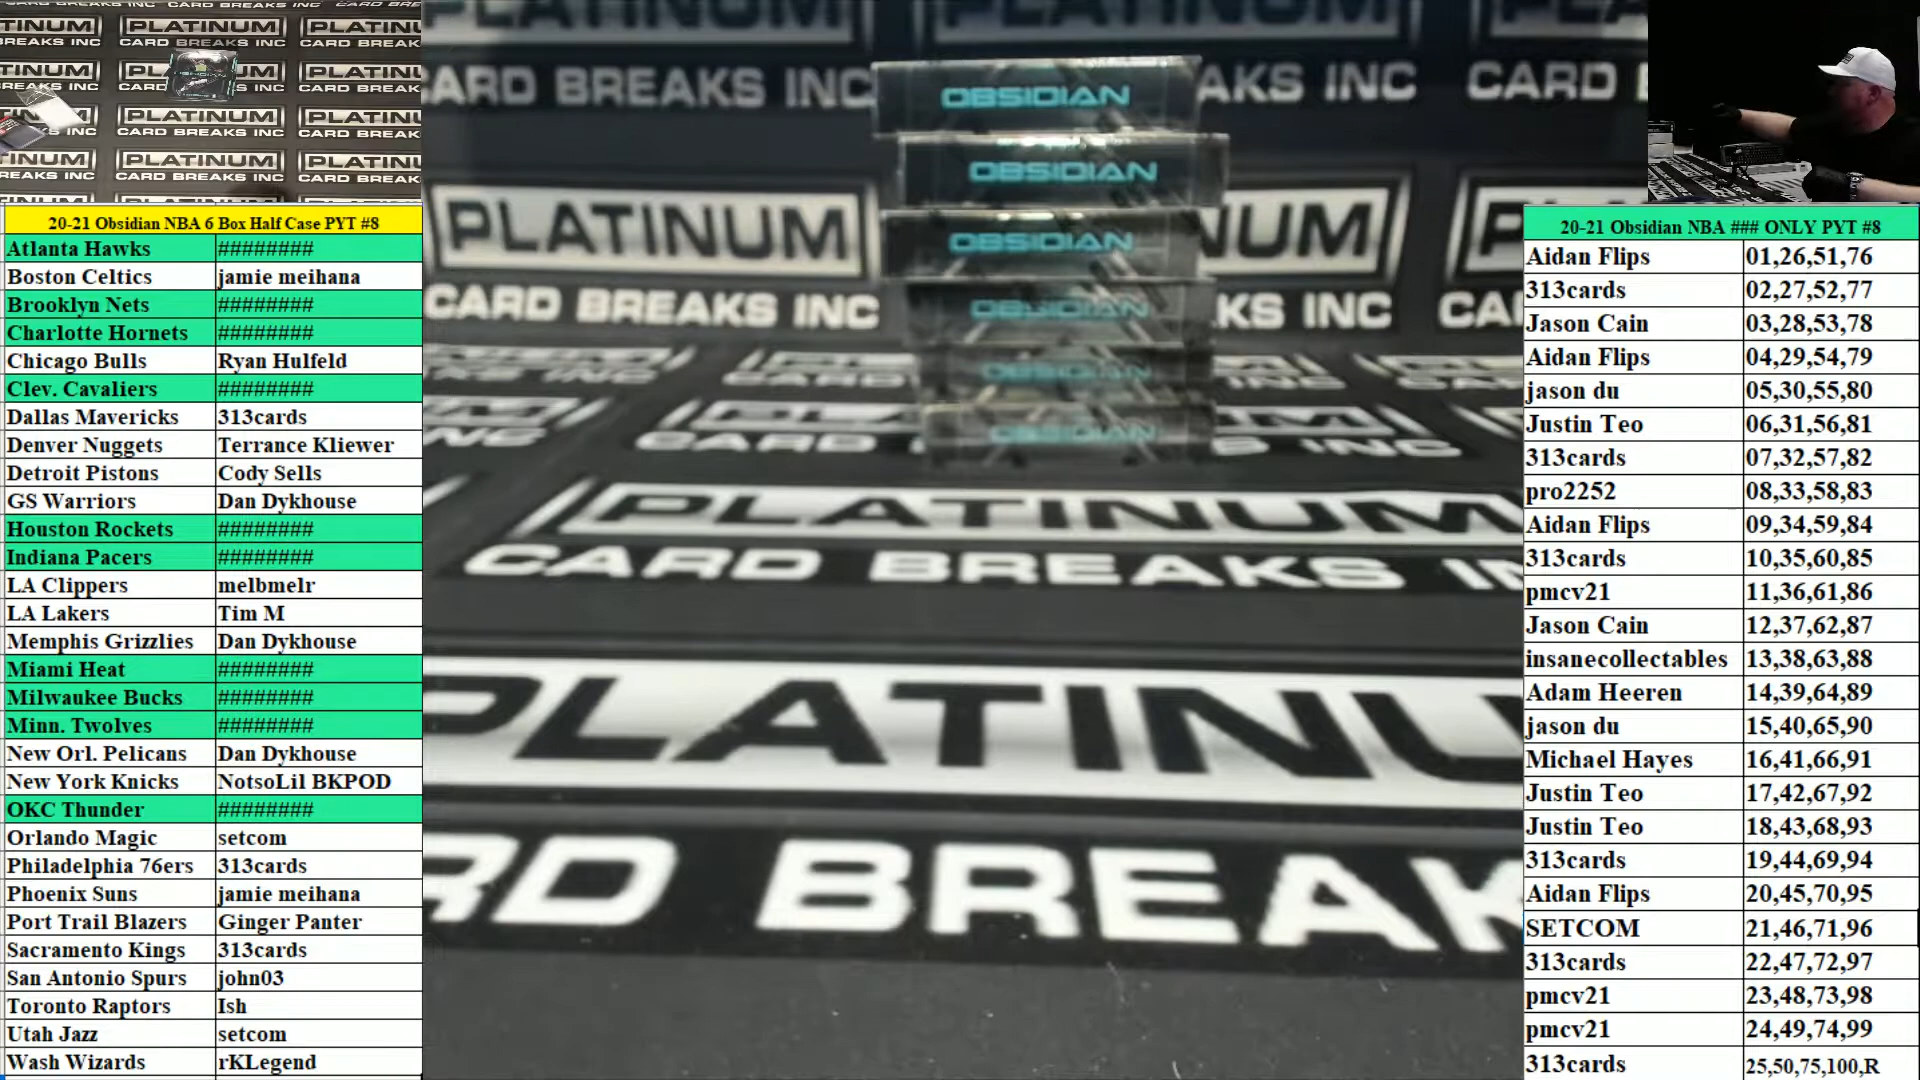 20-21 Obsidian NBA 6 Box Half Case PYT #8
Atlanta Hawks ########
Boston Celtics jamie meihana
Brooklyn Nets ########
Charlotte Hornets ########
Chicago Bulls Ryan Hulfeld
Clev. Cavaliers ########
Dallas Mavericks 313cards
Denver Nuggets Terrance Kliewer
Detroit Pistons Cody Sells
GS Warriors Dan Dykhouse
Houston Rockets ########
Indiana Pacers ########
LA Clippers melbmelr
LA Lakers Tim M
Memphis Grizzlies Dan Dykhouse
Miami Heat ########
Milwaukee Bucks ########
Minn. Twolves ########
New Orl. Pelicans Dan Dykhouse
New York Knicks NotsoLil BKPOD
OKC Thunder ########
Orlando Magic setcom
Philadelphia 76ers 313cards
Phoenix Suns jamie meihana
Port Trail Blazers Ginger Panter
Sacramento Kings 313cards
San Antonio Spurs john03
Toronto Raptors Ish
Utah Jazz setcom
Wash Wizards rKLegend
OBSIDIAN
OBSIDIAN
OBSIDIAN
OBSIDIAN
OBSIDIAN
OBSIDIAN
PLATINUM
CARD BREAKS INC
PLATINUM
CARD BREAKS IN
PLATINU
RD BREAK
20-21 Obsidian NBA ### ONLY PYT #8
Aidan Flips 01,26,51,76
313cards 02,27,52,77
Jason Cain 03,28,53,78
Aidan Flips 04,29,54,79
jason du 05,30,55,80
Justin Teo 06,31,56,81
313cards 07,32,57,82
pro2252 08,33,58,83
Aidan Flips 09,34,59,84
313cards 10,35,60,85
pmcv21 11,36,61,86
Jason Cain 12,37,62,87
insanecollectables 13,38,63,88
Adam Heeren 14,39,64,89
jason du 15,40,65,90
Michael Hayes 16,41,66,91
Justin Teo 17,42,67,92
Justin Teo 18,43,68,93
313cards 19,44,69,94
Aidan Flips 20,45,70,95
SETCOM 21,46,71,96
313cards 22,47,72,97
pmcv21 23,48,73,98
pmcv21 24,49,74,99
313cards 25,50,75,100,R